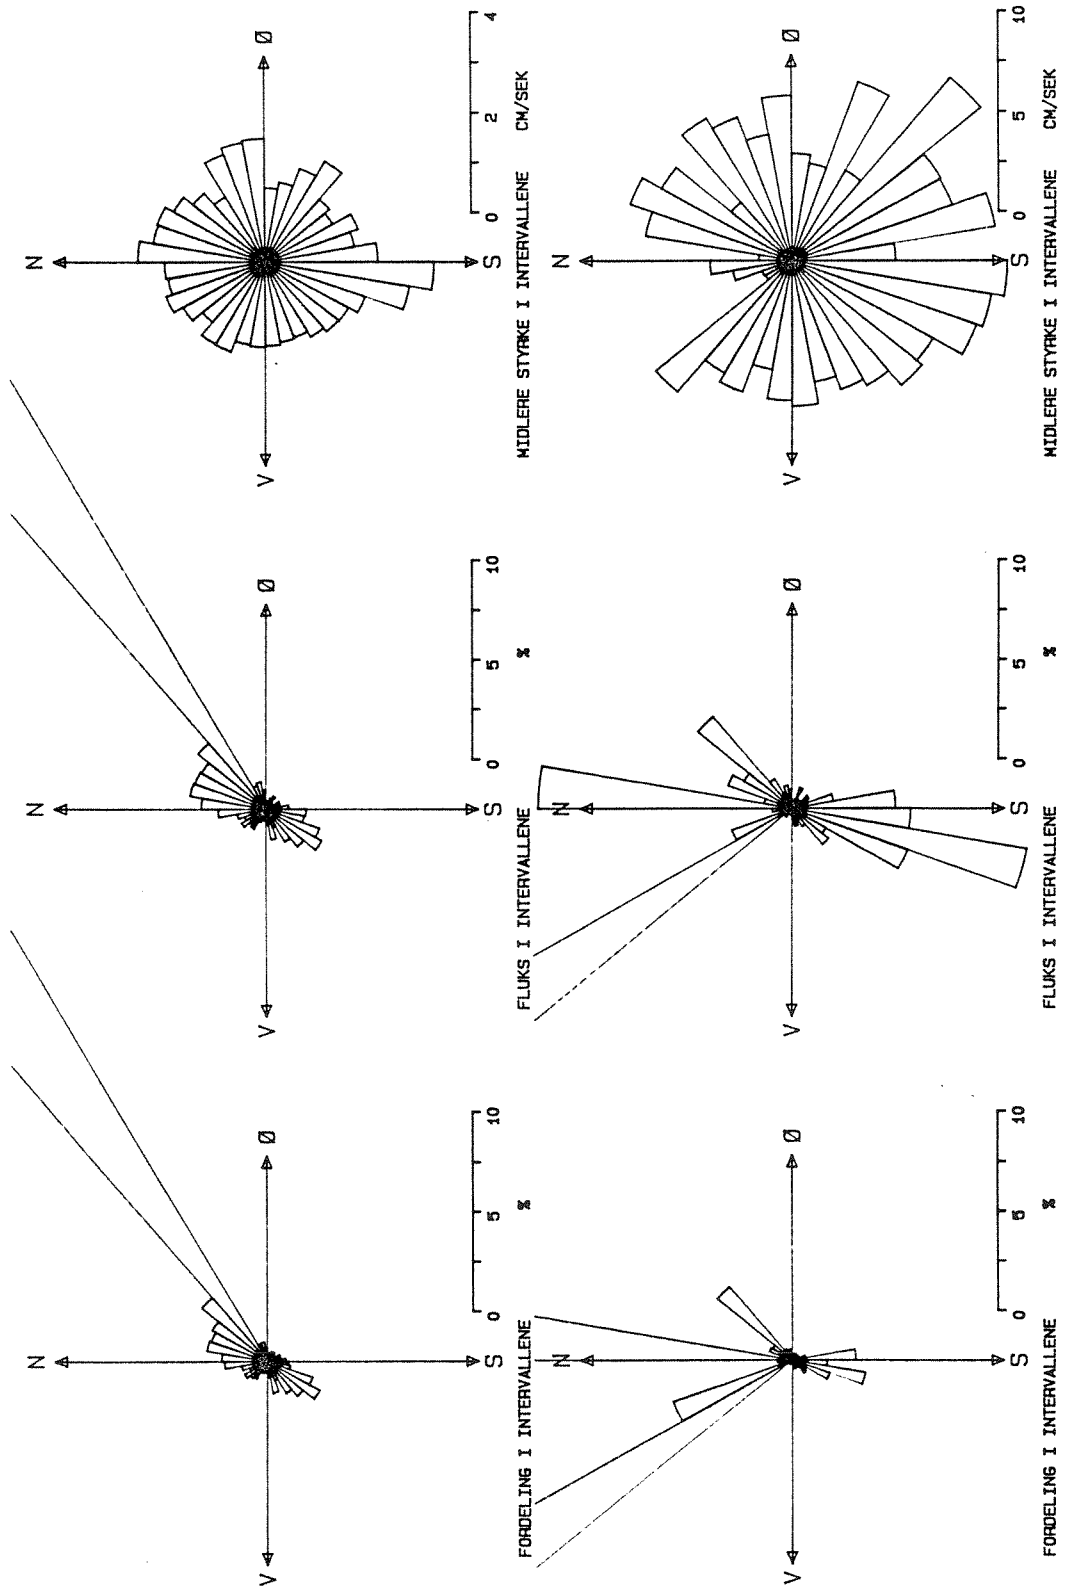 N
V
Ø
S
0 5 10
FORDELING I INTERVALLENE %
N
V
Ø
S
0 5 10
FLUKS I INTERVALLENE %
N
V
Ø
S
0 2 4
MIDLERE STYRKE I INTERVALLENE CM/SEK
N
V
Ø
S
0 5 10
FORDELING I INTERVALLENE %
N
V
Ø
S
0 5 10
FLUKS I INTERVALLENE %
N
V
Ø
S
0 5 10
MIDLERE STYRKE I INTERVALLENE CM/SEK